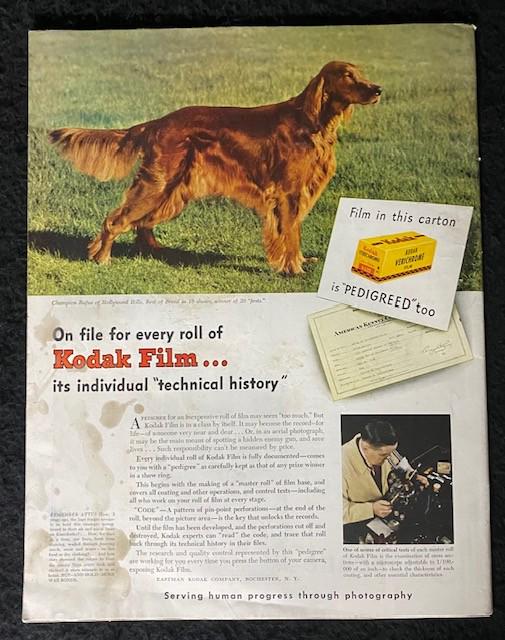 Film in this carton
Kodak
VERICHROME
KODAK
VERICHROME
FILM
is "PEDIGREED" too
AMERICAN KENNEL
Champion Rufus of Hollywood Hills, Best of Breed in 18 shows, winner of 20 "firsts."
On file for every roll of
Kodak Film...
its individual "technical history"
A PEDIGREE for an inexpensive roll of film may seem "too much." But
Kodak Film is in a class by itself. It may become the record—for
life—of someone very near and dear . . . Or, in an aerial photograph,
it may be the main means of spotting a hidden enemy gun, and save
lives . . . Such responsibility can't be measured by price.
Every individual roll of Kodak Film is fully documented—comes
to you with a "pedigree" as carefully kept as that of any prize winner
in a show ring.
This begins with the making of a "master roll" of film base, and
covers all coating and other operations, and control tests—including
all who work on your roll of film at every stage.
"CODE"—A pattern of pin-point perforations—at the end of the
roll, beyond the picture area—is the key that unlocks the records.
Until the film has been developed, and the perforations cut off and
destroyed, Kodak experts can "read" the code, and trace that roll
back through its technical history in their files.
The research and quality control represented by this "pedigree"
are working for you every time you press the button of your camera,
exposing Kodak Film.
EASTMAN KODAK COMPANY, ROCHESTER, N. Y.
REMEMBER ATTU?
BUY—AND HOLD—MORE
WAR BONDS.
One of scores of critical tests of each master roll
of Kodak Film is the examination of cross sec-
tions—with a microscope adjustable to 1/100,-
000 of an inch—to check the thickness of each
coating, and other essential characteristics.
Serving human progress through photography